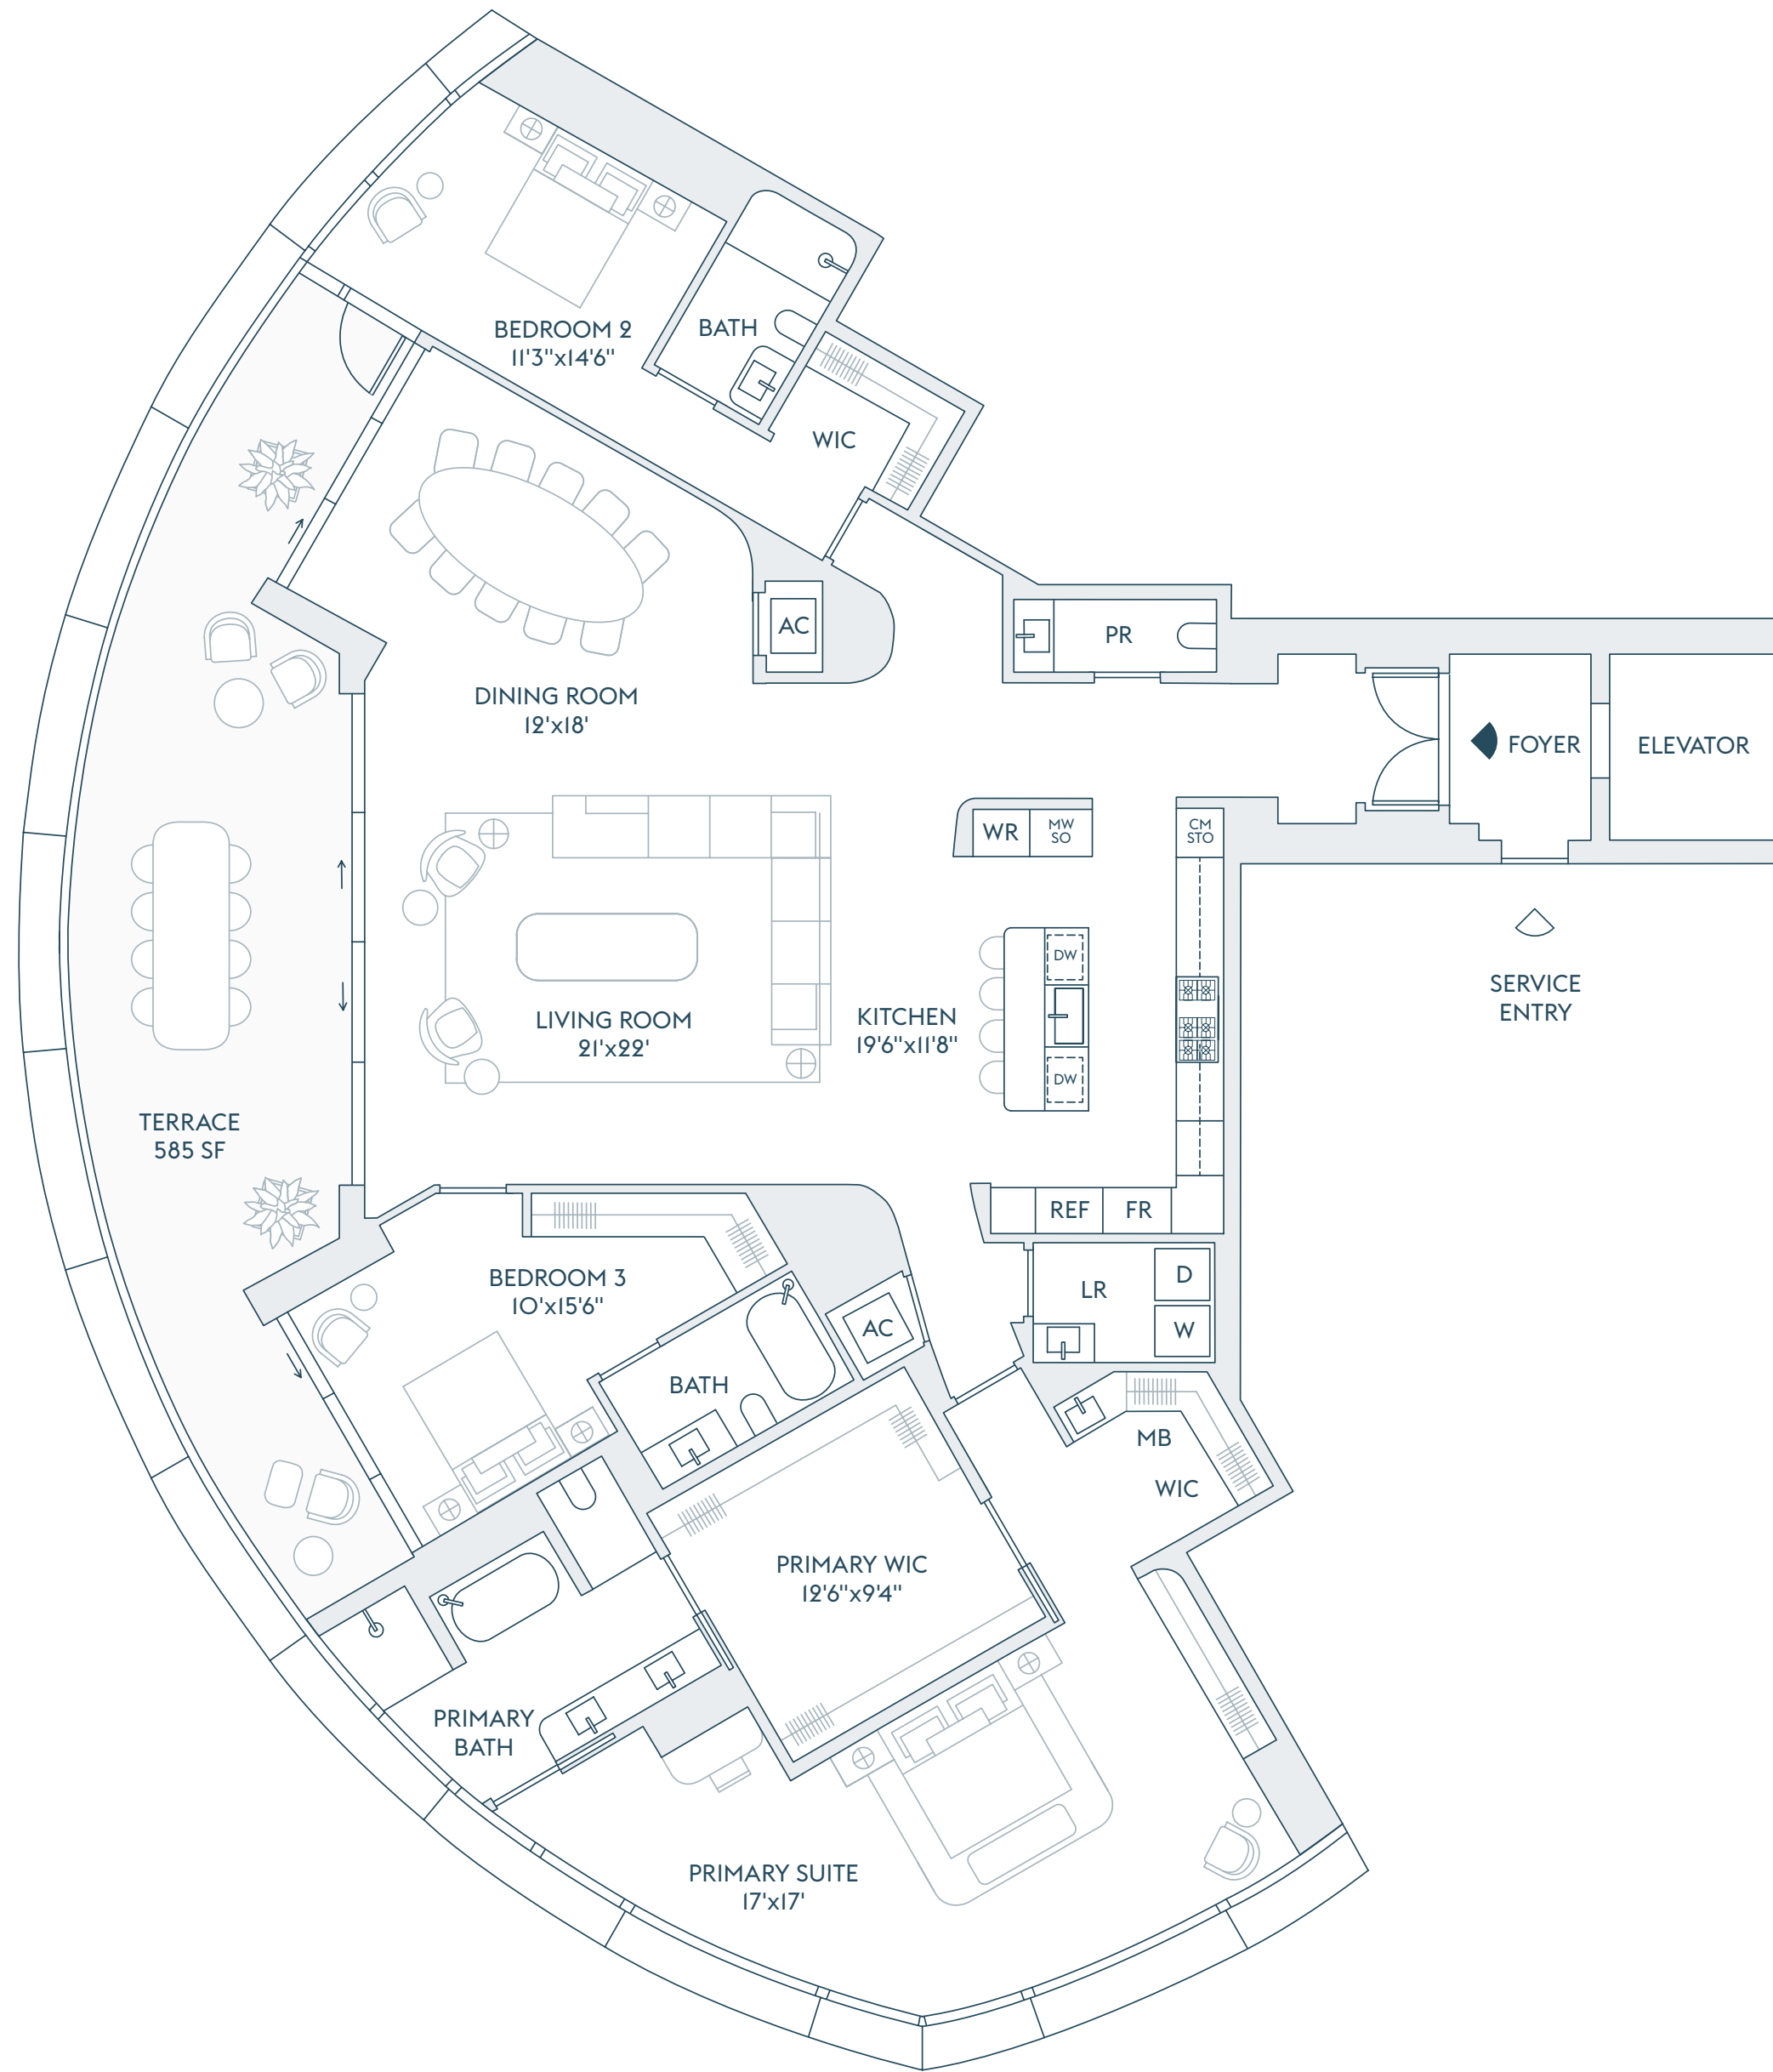 BEDROOM 2
11'3"x14'6"
BATH
WIC
AC
PR
DINING ROOM
12'x18'
FOYER
ELEVATOR
WR
MW
SO
CM
STO
DW
SERVICE
ENTRY
LIVING ROOM
21'x22'
KITCHEN
19'6"x11'8"
DW
TERRACE
585 SF
REF
FR
BEDROOM 3
10'x15'6"
LR
D
W
AC
BATH
MB
WIC
PRIMARY WIC
12'6"x9'4"
PRIMARY
BATH
PRIMARY SUITE
17'x17'